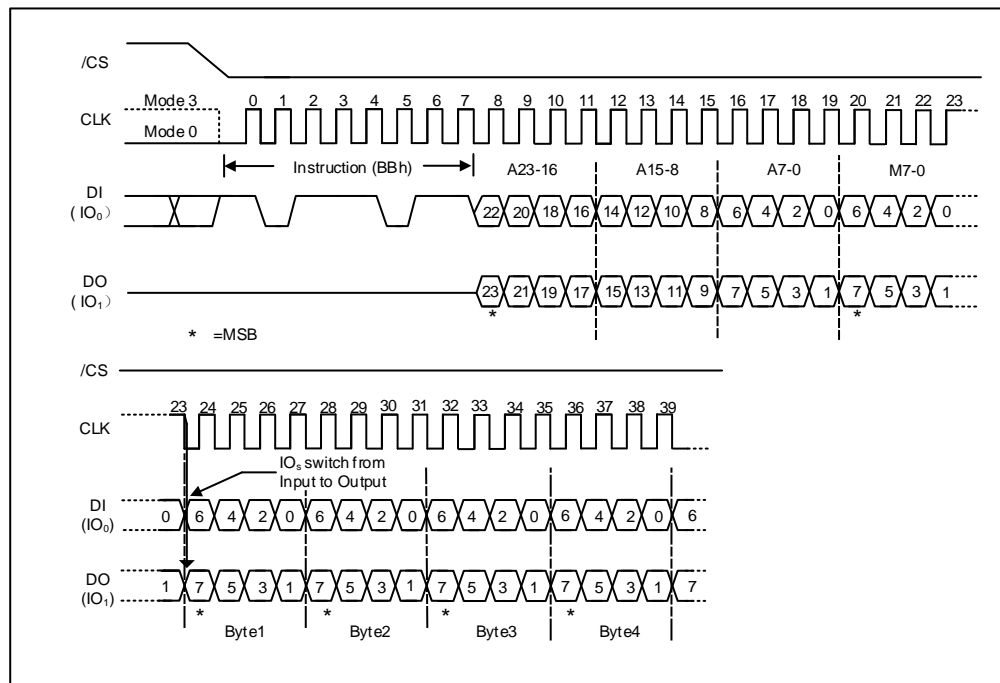 /CS
Mode 3
0 1 2 3 4 5 6 7 8 9 10 11 12 13 14 15 16 17 18 19 20 21 22 23
CLK
Mode 0
Instruction (BBh) A23-16 A15-8 A7-0 M7-0
DI
(IO₀)
22 20 18 16 14 12 10 8 6 4 2 0 6 4 2 0
DO
(IO₁)
23 21 19 17 15 13 11 9 7 5 3 1 7 5 3 1
* *
* =MSB
/CS
23 24 25 26 27 28 29 30 31 32 33 34 35 36 37 38 39
CLK
IOₛ switch from
Input to Output
DI
(IO₀)
0 6 4 2 0 6 4 2 0 6 4 2 0 6 4 2 0 6
DO
(IO₁)
1 7 5 3 1 7 5 3 1 7 5 3 1 7 5 3 1 7
* * * *
Byte1 Byte2 Byte3 Byte4